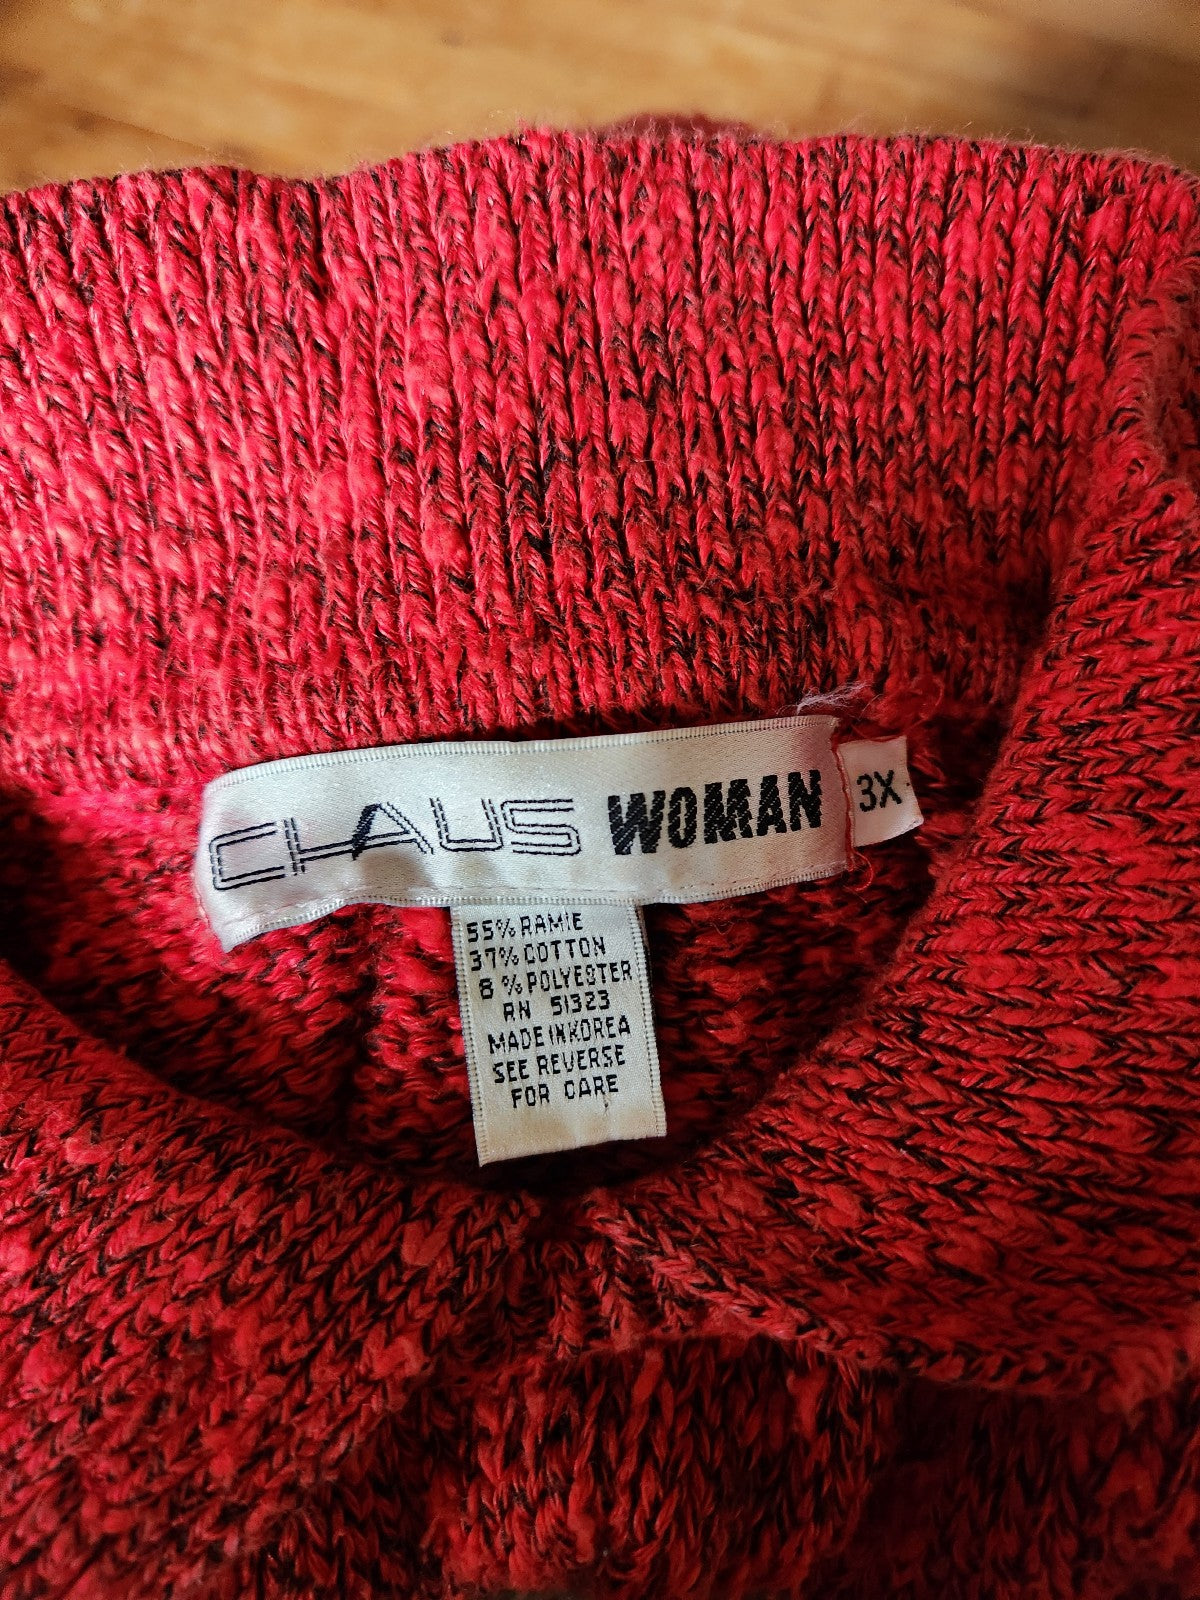 CHAUS WOMAN 3X
55% RAMIE
37% COTTON
8% POLYESTER
RN 51323
MADE IN KOREA
SEE REVERSE
FOR CARE